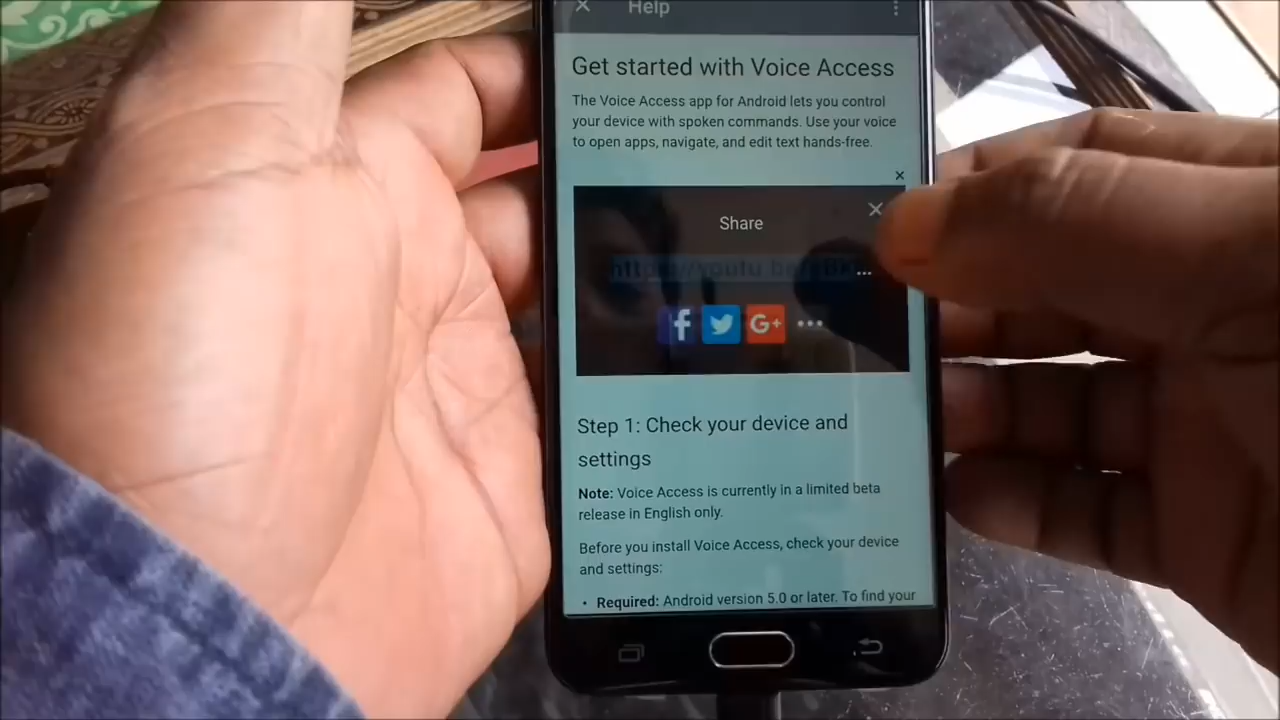 Help
Get started with Voice Access
The Voice Access app for Android lets you control
your device with spoken commands. Use your voice
to open apps, navigate, and edit text hands-free.
Share
...
f G+ •••
Step 1: Check your device and
settings
Note: Voice Access is currently in a limited beta
release in English only.
Before you install Voice Access, check your device
and settings:
• Required: Android version 5.0 or later. To find your